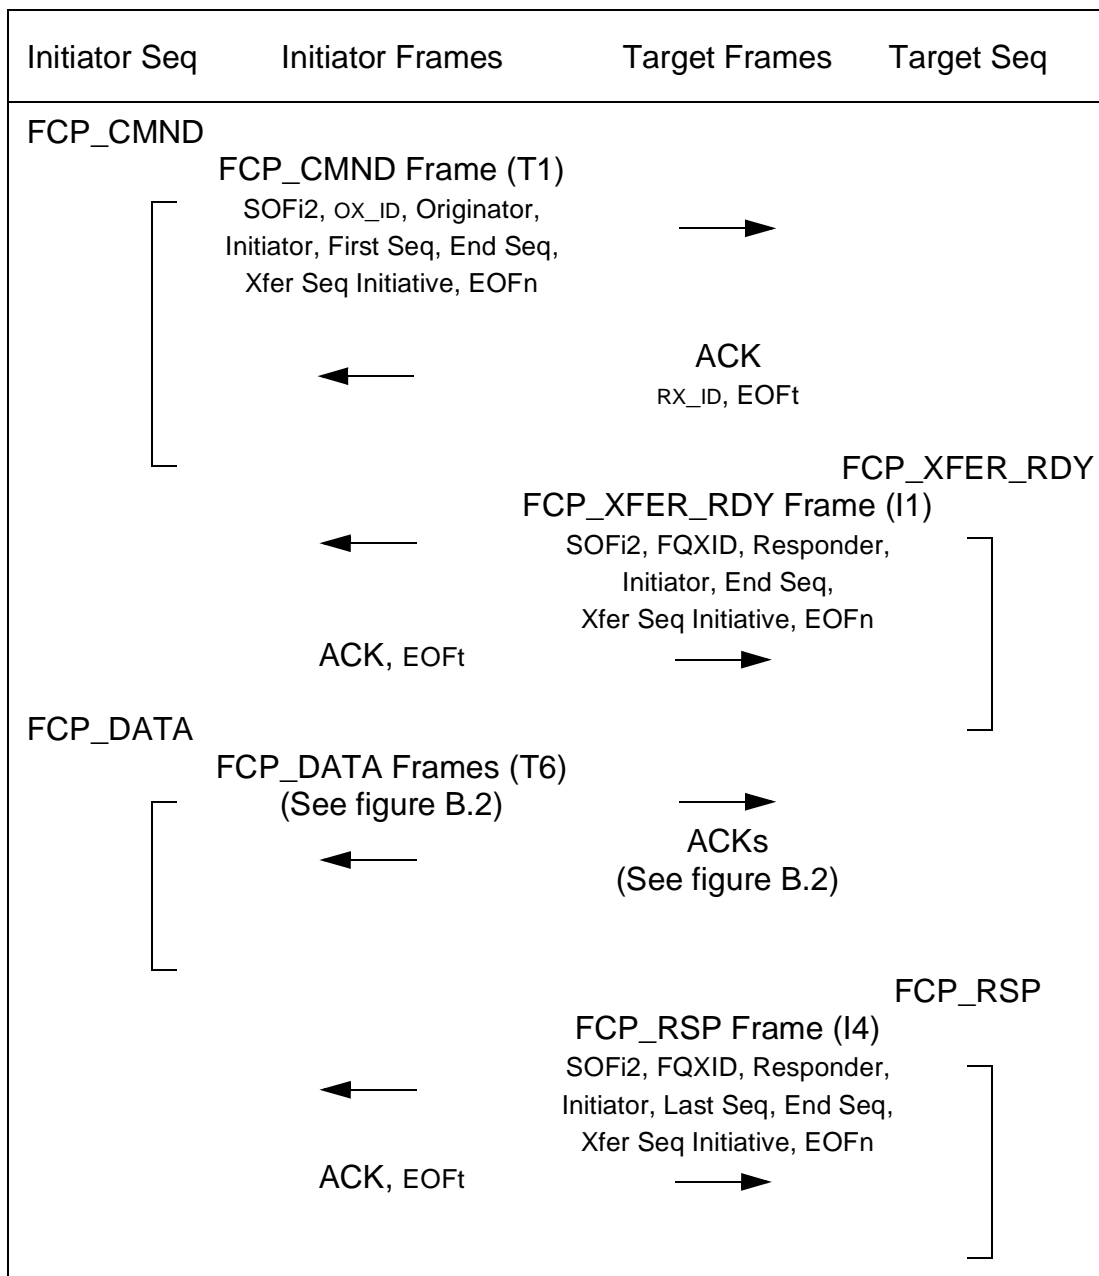 Initiator Seq Initiator Frames Target Frames Target Seq
FCP_CMND
FCP_CMND Frame (T1)
SOFi2, OX_ID, Originator,
Initiator, First Seq, End Seq,
Xfer Seq Initiative, EOFn
ACK
RX_ID, EOFt
FCP_XFER_RDY
FCP_XFER_RDY Frame (I1)
SOFi2, FQXID, Responder,
Initiator, End Seq,
Xfer Seq Initiative, EOFn
ACK, EOFt
FCP_DATA
FCP_DATA Frames (T6)
(See figure B.2)
ACKs
(See figure B.2)
FCP_RSP
FCP_RSP Frame (I4)
SOFi2, FQXID, Responder,
Initiator, Last Seq, End Seq,
Xfer Seq Initiative, EOFn
ACK, EOFt